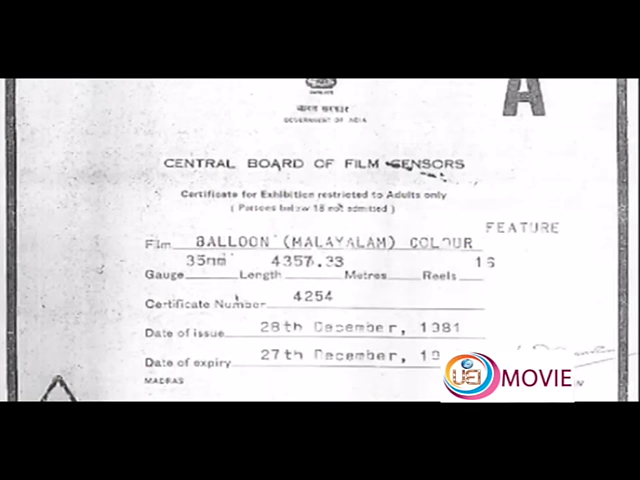 A
भारत सरकार
GOVERNMENT OF INDIA
CENTRAL BOARD OF FILM CENSORS
Certificate for Exhibition restricted to Adults only
( Persons below 18 not admitted )
FEATURE
Film BALLOON (MALAYALAM) COLOUR
35mm 4357.33 16
Gauge Length Metres Reels
Certificate Number 4254
Date of issue 28th December, 1981
Date of expiry 27th December, 19
MADRAS
UEI MOVIE